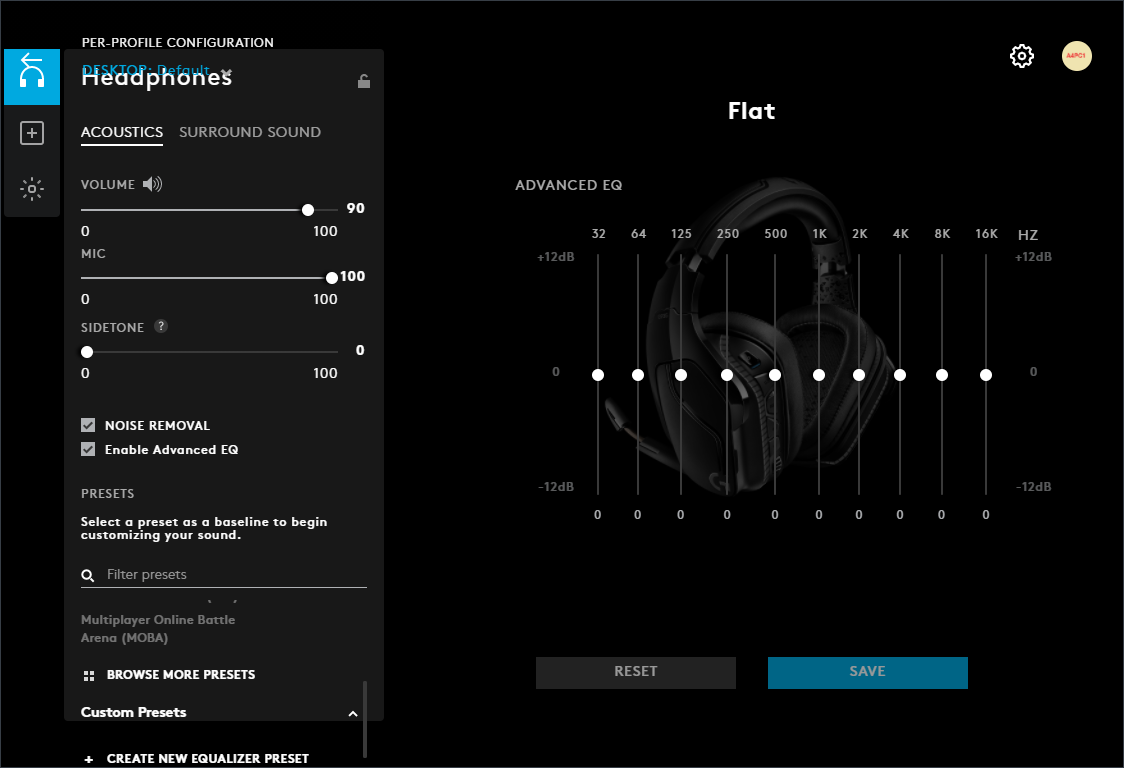 PER-PROFILE CONFIGURATION
DESKTOP: Default
Headphones
ACOUSTICS SURROUND SOUND
VOLUME
90
0 100
MIC
100
0 100
SIDETONE ?
0
0 100
NOISE REMOVAL
Enable Advanced EQ
PRESETS
Select a preset as a baseline to begin
customizing your sound.
Filter presets
Multiplayer Online Battle
Arena (MOBA)
BROWSE MORE PRESETS
Custom Presets
+ CREATE NEW EQUALIZER PRESET
Flat
ADVANCED EQ
32 64 125 250 500 1K 2K 4K 8K 16K HZ
+12dB +12dB
0 0
-12dB -12dB
0 0 0 0 0 0 0 0 0 0
RESET SAVE